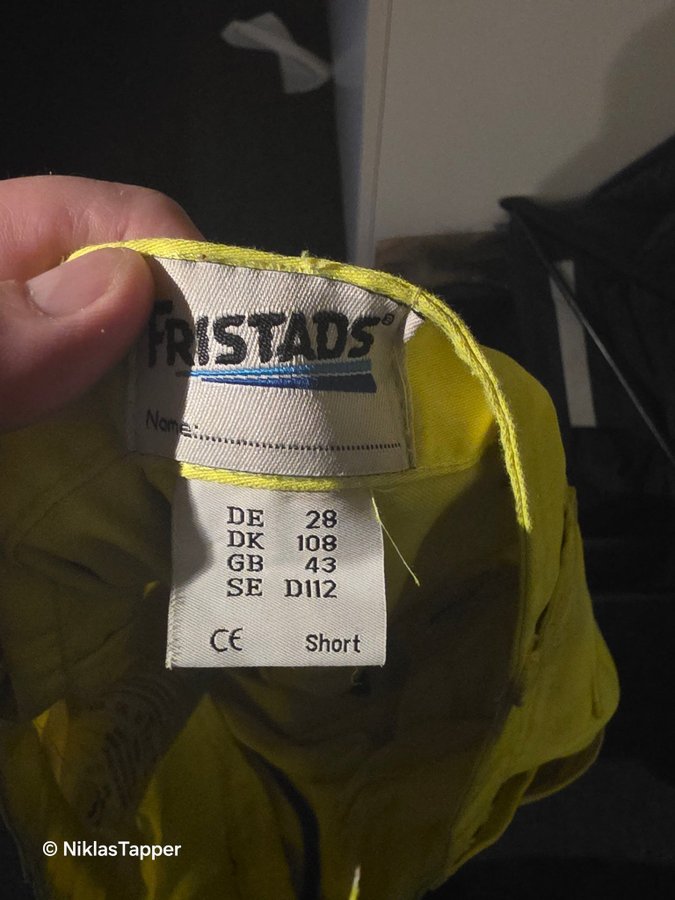 FRISTADS®
Name:
DE 28
DK 108
GB 43
SE D112
CE Short
© NiklasTapper